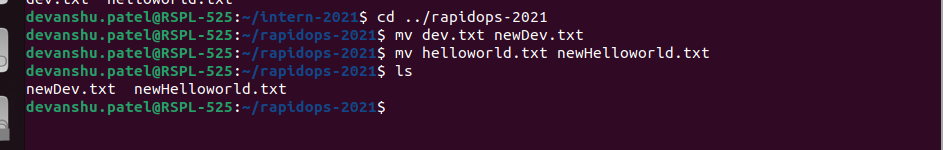 dev.txt  helloworld.txt
devanshu.patel@RSPL-525:~/intern-2021$ cd ../rapidops-2021
devanshu.patel@RSPL-525:~/rapidops-2021$ mv dev.txt newDev.txt
devanshu.patel@RSPL-525:~/rapidops-2021$ mv helloworld.txt newHelloworld.txt
devanshu.patel@RSPL-525:~/rapidops-2021$ ls
newDev.txt  newHelloworld.txt
devanshu.patel@RSPL-525:~/rapidops-2021$